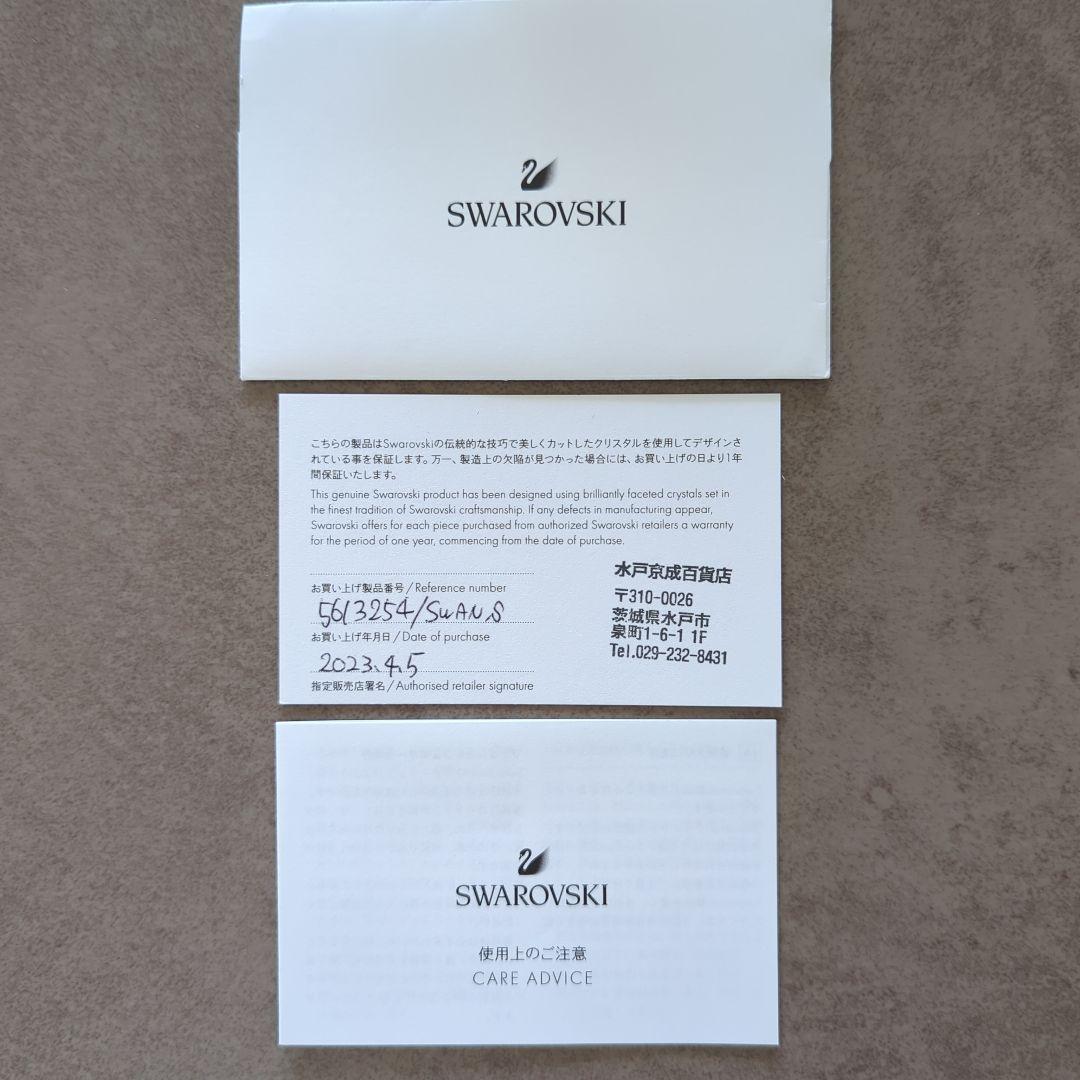 SWAROVSKI
こちらの製品はSwarovskiの伝統的な技巧で美しくカットしたクリスタルを使用してデザインさ
れている事を保証します。万一、製造上の欠陥が見つかった場合には、お買い上げの日より1年
間保証いたします。
This genuine Swarovski product has been designed using brilliantly faceted crystals set in
the finest tradition of Swarovski craftsmanship. If any defects in manufacturing appear,
Swarovski offers for each piece purchased from authorized Swarovski retailers a warranty
for the period of one year, commencing from the date of purchase.
お買い上げ製品番号/Reference number
5613254/SWAN,S
お買い上げ年月日/Date of purchase
2023.4.5
指定販売店署名/Authorised retailer signature
水戸京成百貨店
〒310-0026
茨城県水戸市
泉町1-6-1 1F
Tel.029-232-8431
SWAROVSKI
使用上のご注意
CARE ADVICE